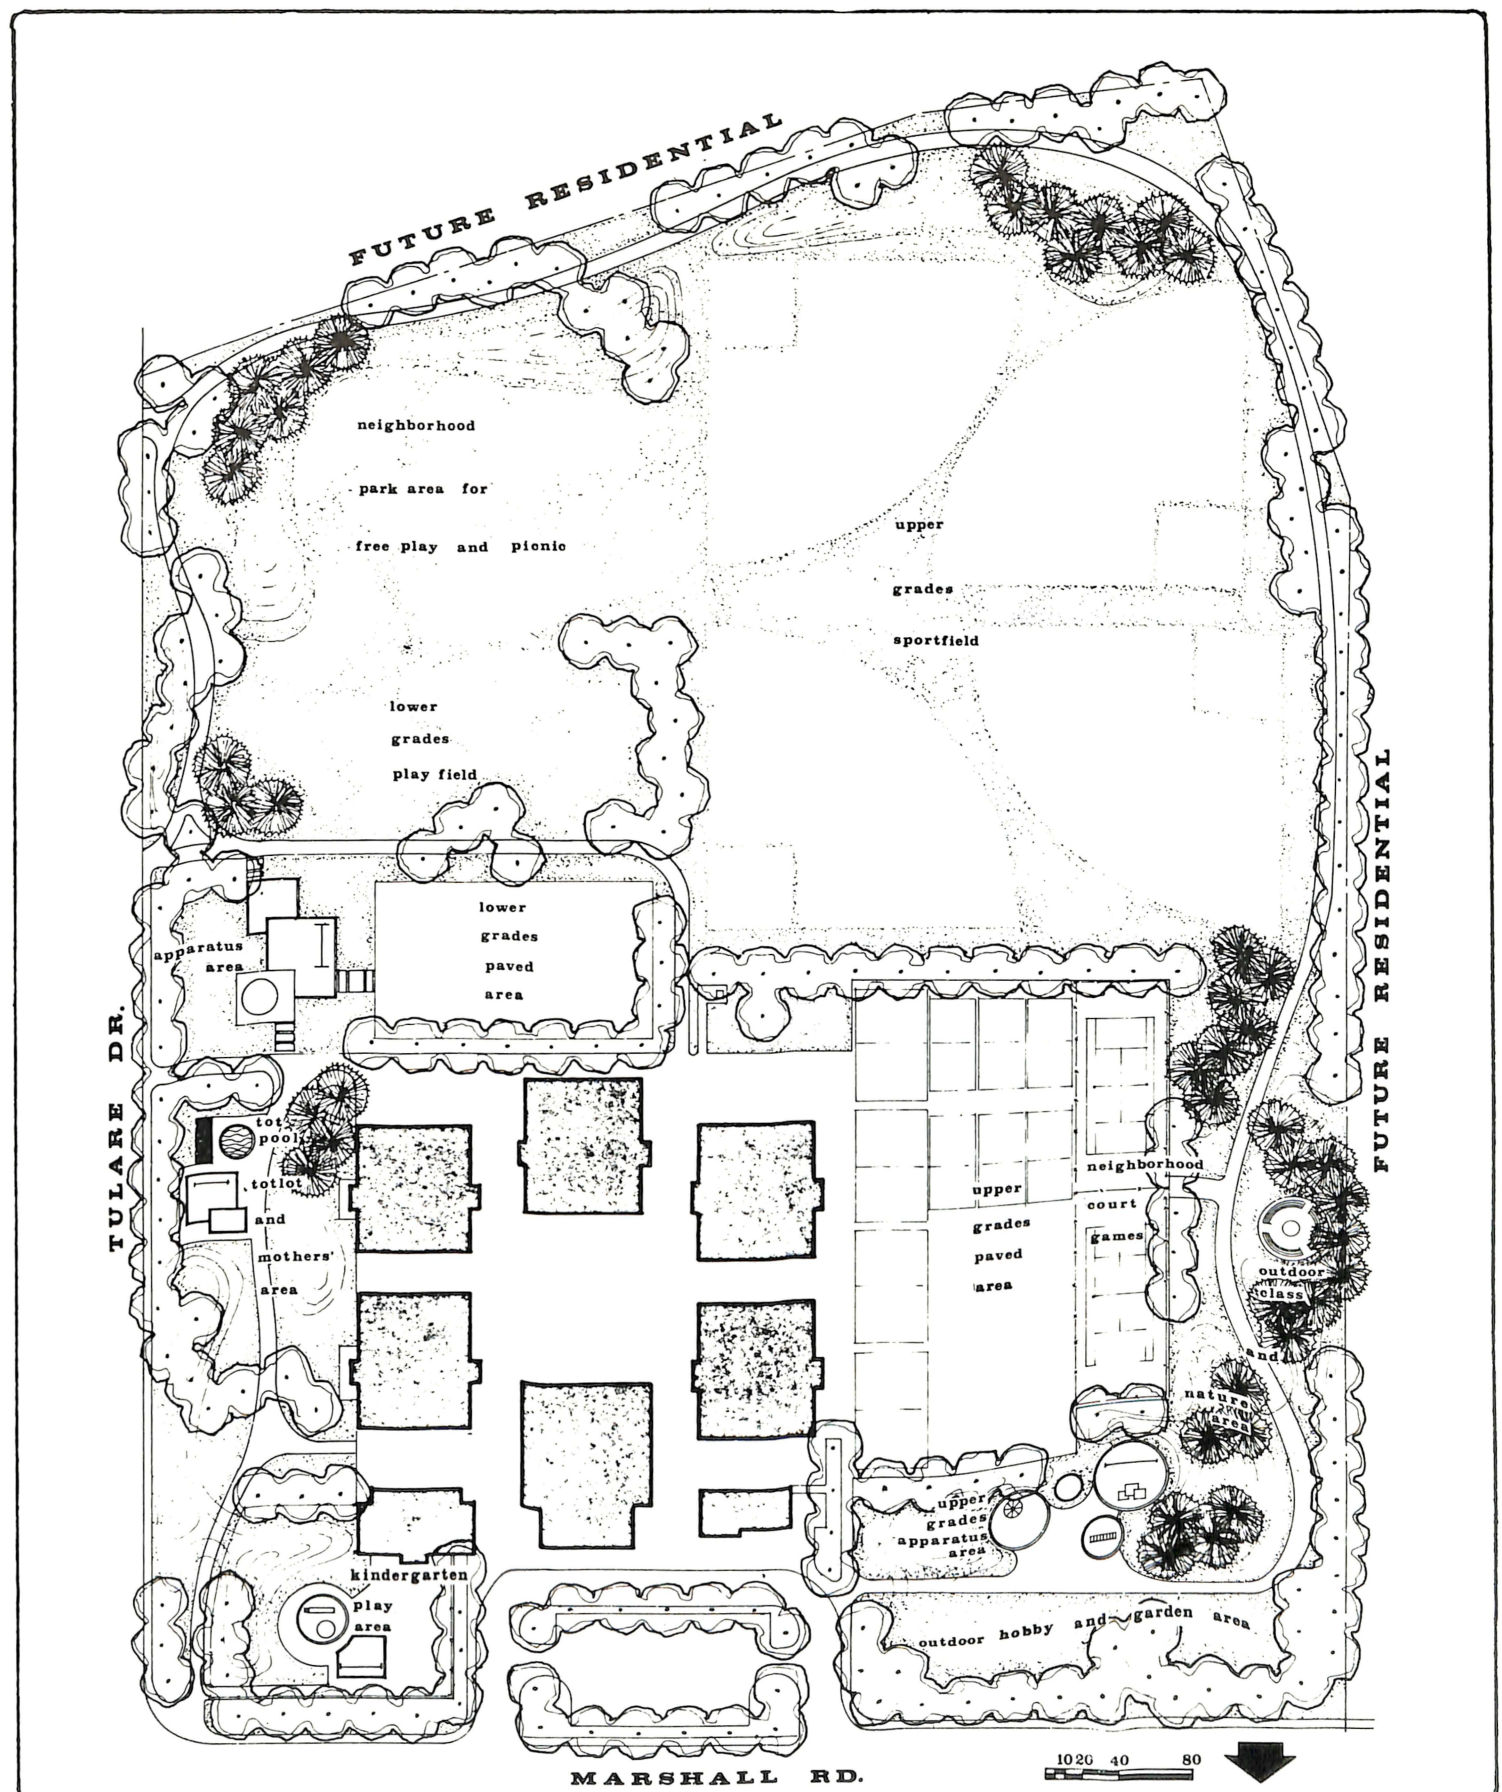 FUTURE RESIDENTIAL
neighborhood
park area for
free play and picnic
upper
grades
sportfield
lower
grades
play field
FUTURE RESIDENTIAL
lower
grades
paved
area
apparatus
area
TULARE DR.
tot
pool
totlot
and
mothers'
area
neighborhood
court
games
upper
grades
paved
area
outdoor
class
and
nature
area
upper
grades
apparatus
area
kindergarten
play
area
outdoor hobby and garden area
10 20 40 80
MARSHALL RD.